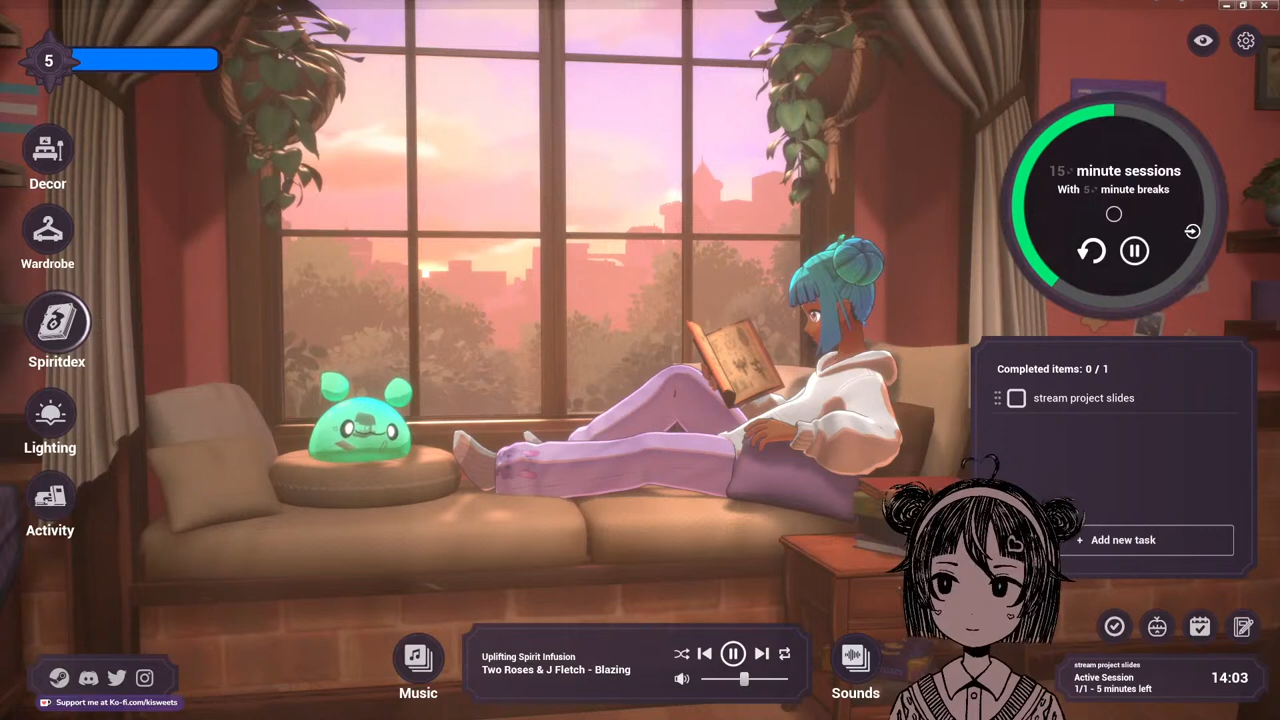 5
Decor
Wardrobe
Spiritdex
Lighting
Activity
15 minute sessions
With 5 minute breaks
Completed items: 0 / 1
stream project slides
+ Add new task
Uplifting Spirit Infusion
Two Roses & J Fletch - Blazing
Music
Sounds
stream project slides
Active Session
1/1 - 5 minutes left
14:03
Support me at Ko-fi.com/kisweets